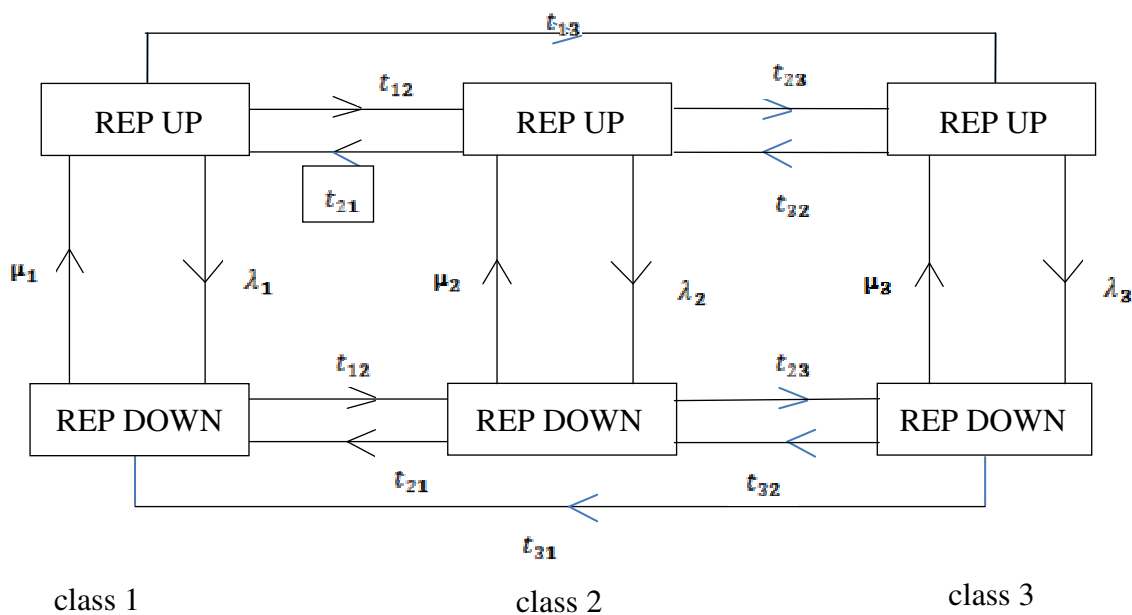 t₁₃
t₁₂ t₂₃
REP UP REP UP REP UP
t₂₁ t₃₂
μ₁ λ₁ μ₂ λ₂ μ₃ λ₃
t₁₂ t₂₃
REP DOWN REP DOWN REP DOWN
t₂₁ t₃₂
t₃₁
class 1 class 2 class 3